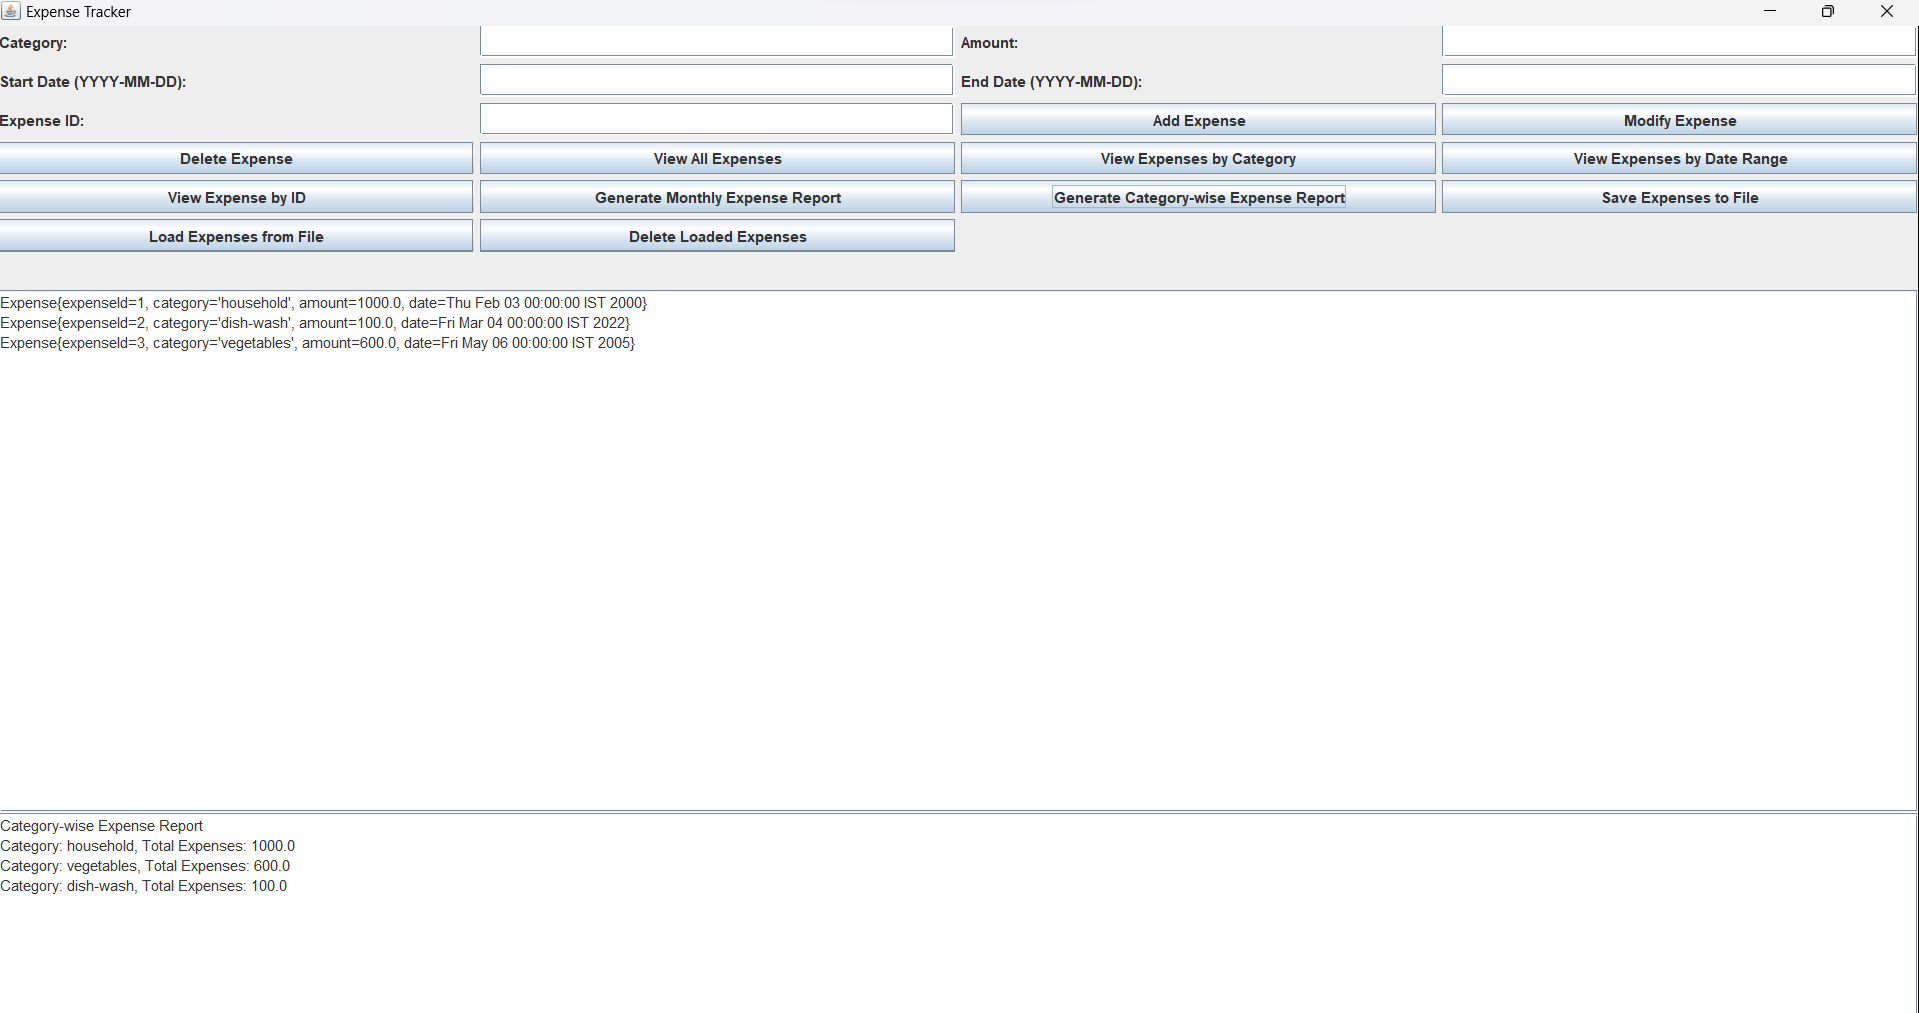 Expense Tracker
Category: Amount:
Start Date (YYYY-MM-DD): End Date (YYYY-MM-DD):
Expense ID: Add Expense Modify Expense
Delete Expense View All Expenses View Expenses by Category View Expenses by Date Range
View Expense by ID Generate Monthly Expense Report Generate Category-wise Expense Report Save Expenses to File
Load Expenses from File Delete Loaded Expenses
Expense{expenseId=1, category='household', amount=1000.0, date=Thu Feb 03 00:00:00 IST 2000}
Expense{expenseId=2, category='dish-wash', amount=100.0, date=Fri Mar 04 00:00:00 IST 2022}
Expense{expenseId=3, category='vegetables', amount=600.0, date=Fri May 06 00:00:00 IST 2005}
Category-wise Expense Report
Category: household, Total Expenses: 1000.0
Category: vegetables, Total Expenses: 600.0
Category: dish-wash, Total Expenses: 100.0